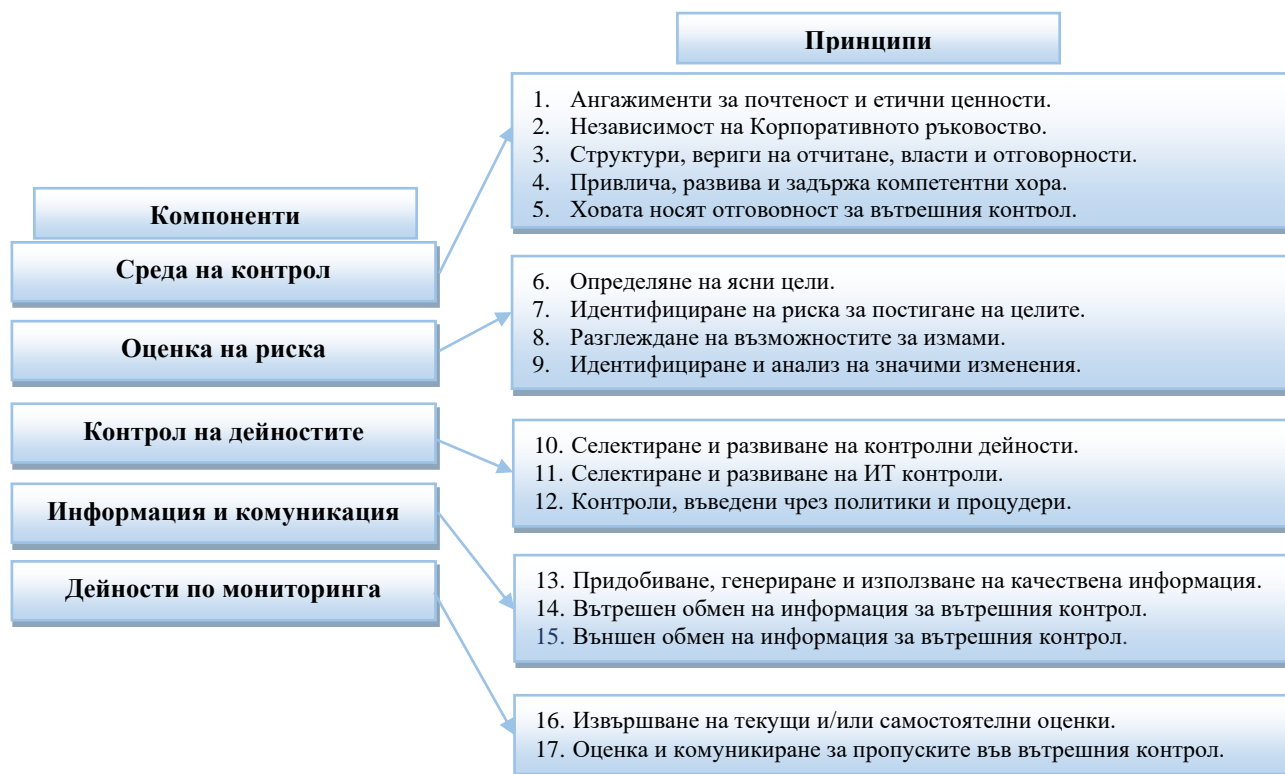 Принципи
1. Ангажименти за почтеност и етични ценности.
2. Независимост на Корпоративното ръковоство.
3. Структури, вериги на отчитане, власти и отговорности.
4. Привлича, развива и задържа компетентни хора.
5. Хората носят отговорност за вътрешния контрол.
Компоненти
Среда на контрол
6. Определяне на ясни цели.
7. Идентифициране на риска за постигане на целите.
8. Разглеждане на възможностите за измами.
9. Идентифициране и анализ на значими изменения.
Оценка на риска
Контрол на дейностите
10. Селектиране и развиване на контролни дейности.
11. Селектиране и развиване на ИТ контроли.
12. Контроли, въведени чрез политики и процудери.
Информация и комуникация
13. Придобиване, генериране и използване на качествена информация.
14. Вътрешен обмен на информация за вътрешния контрол.
15. Външен обмен на информация за вътрешния контрол.
Дейности по мониторинга
16. Извършване на текущи и/или самостоятелни оценки.
17. Оценка и комуникиране за пропуските във вътрешния контрол.